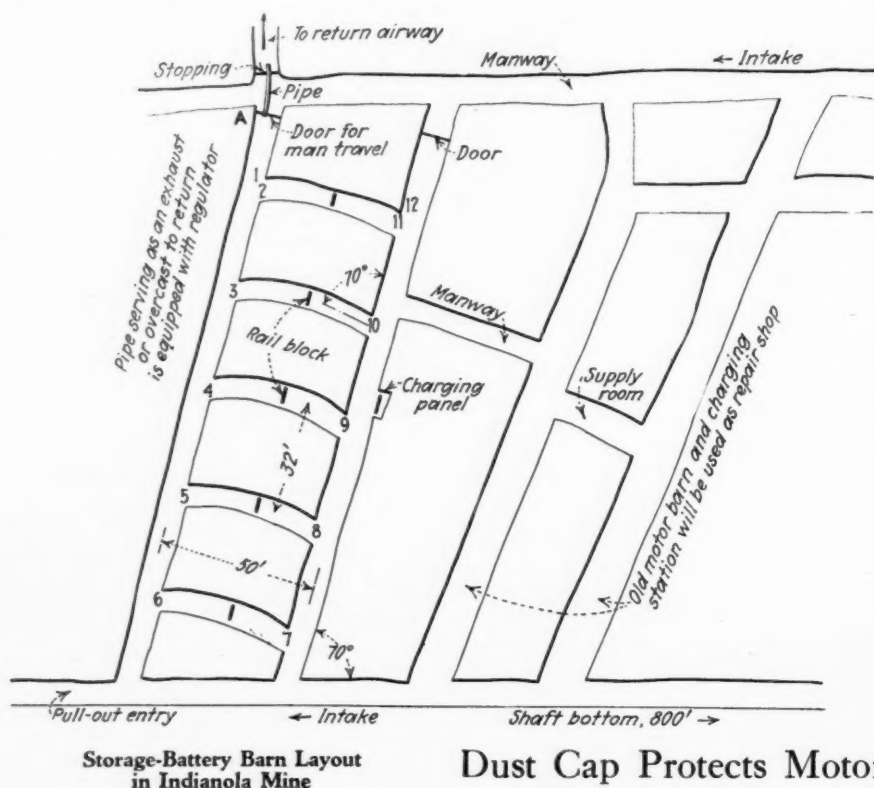 To return airway
Stopping
Pipe
Manway
← Intake
A
Door for
man travel
Door
Pipe serving as an exhaust
or overcast to return
is equipped with regulator
1
2
12
11
70°
3
10
Manway
Rail block
Charging
panel
Supply
room
4
9
32'
Old motor barn and charging
station will be used as repair shop
5
8
50'
6
7
70°
Pull-out entry
← Intake
Shaft bottom, 800' →
Storage-Battery Barn Layout
in Indianola Mine
Dust Cap Protects Motor